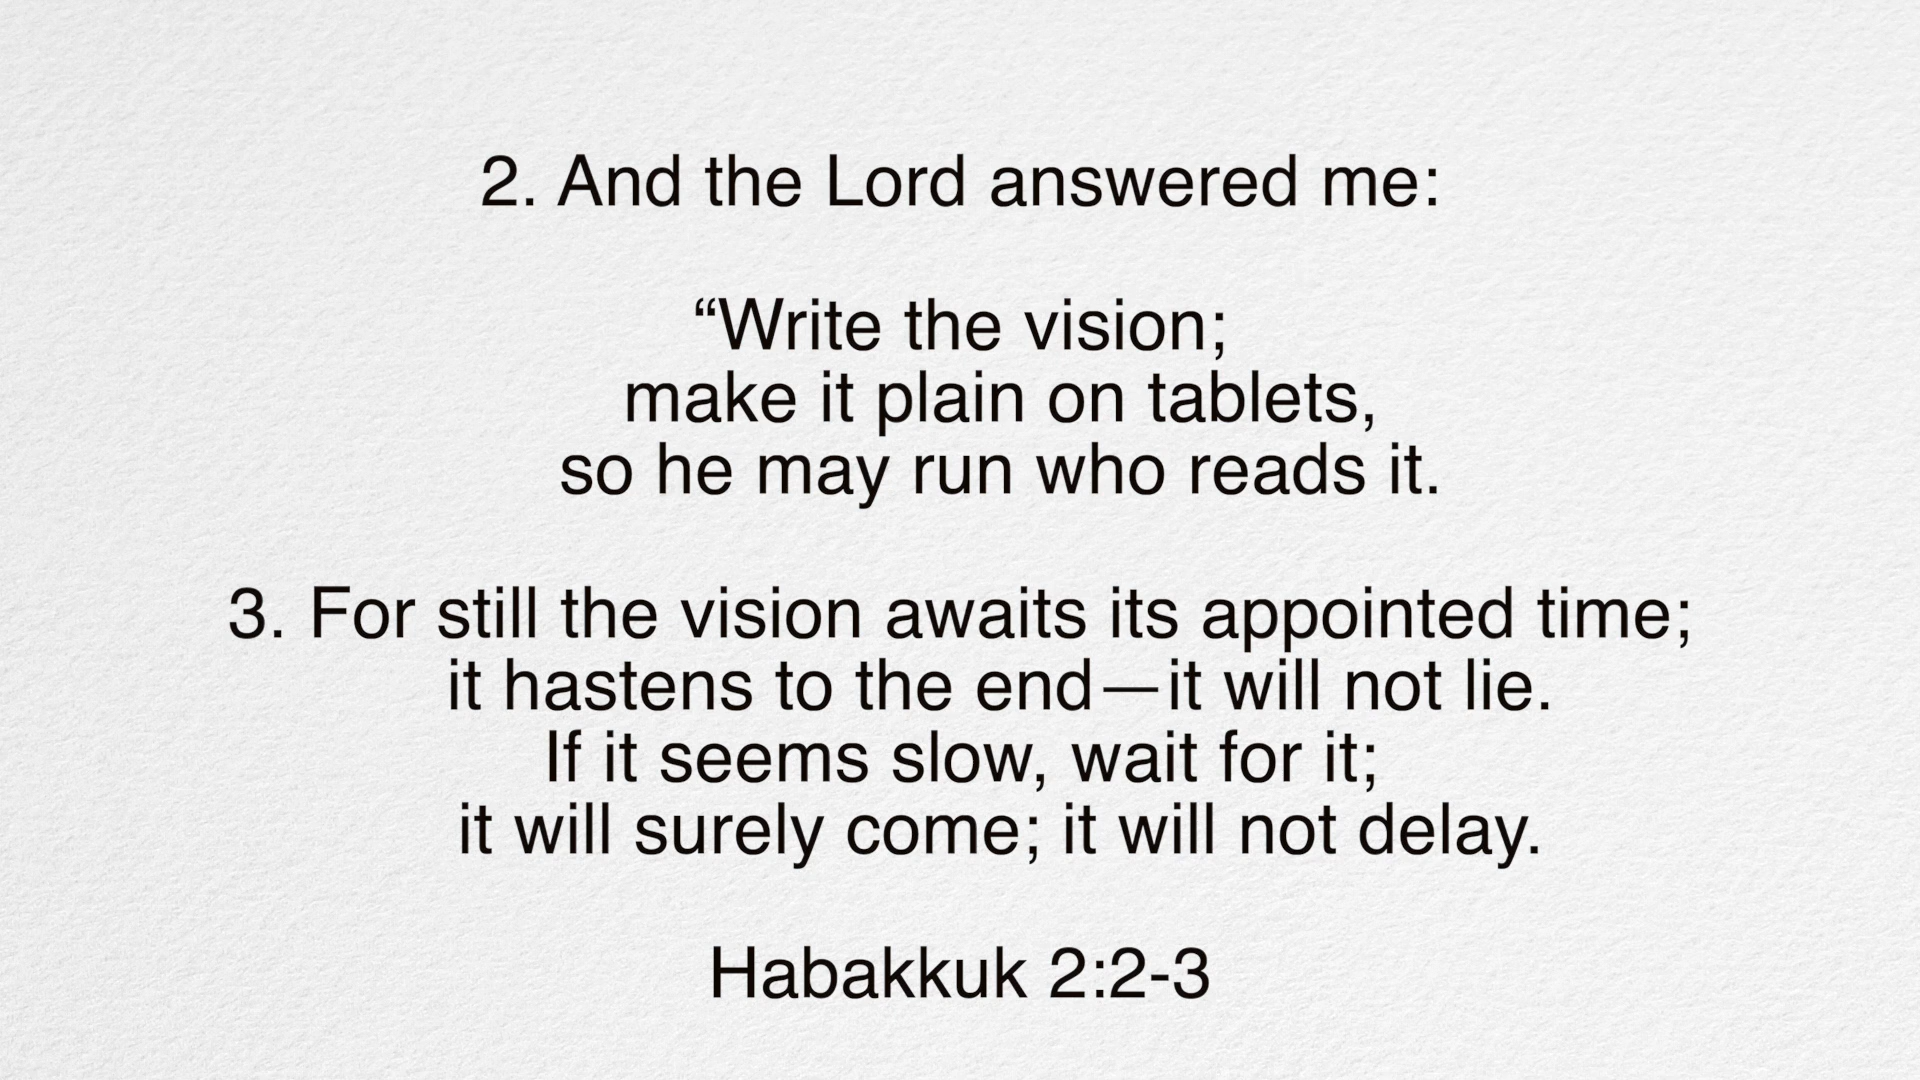 2. And the Lord answered me:
“Write the vision;
make it plain on tablets,
so he may run who reads it.
3. For still the vision awaits its appointed time;
it hastens to the end—it will not lie.
If it seems slow, wait for it;
it will surely come; it will not delay.
Habakkuk 2:2-3